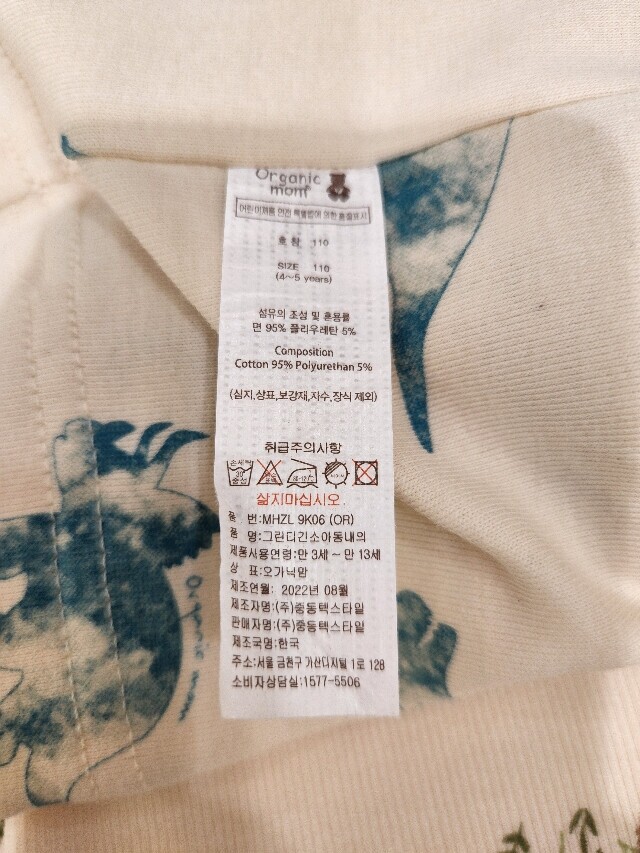 Organic
mom
어린이제품 안전 특별법에 의한 품질표시
호 칭 110
SIZE 110
(4~5 years)
섬유의 조성 및 혼용률
면 95% 폴리우레탄 5%
Composition
Cotton 95% Polyurethan 5%
(심지,상표,보강재,자수,장식 제외)
취급주의사항
손세탁
30
중성
삶지마십시오.
품 번:MHZL 9K06 (OR)
품 명:그린디긴소아동내의
제품사용연령:만 3세 ~ 만 13세
상 표:오가닉맘
제조연월: 2022년 08월
제조자명:(주)중동텍스타일
판매자명:(주)중동텍스타일
제조국명:한국
주소:서울 금천구 가산디지털 1로 128
소비자상담실:1577-5506
Organic mom